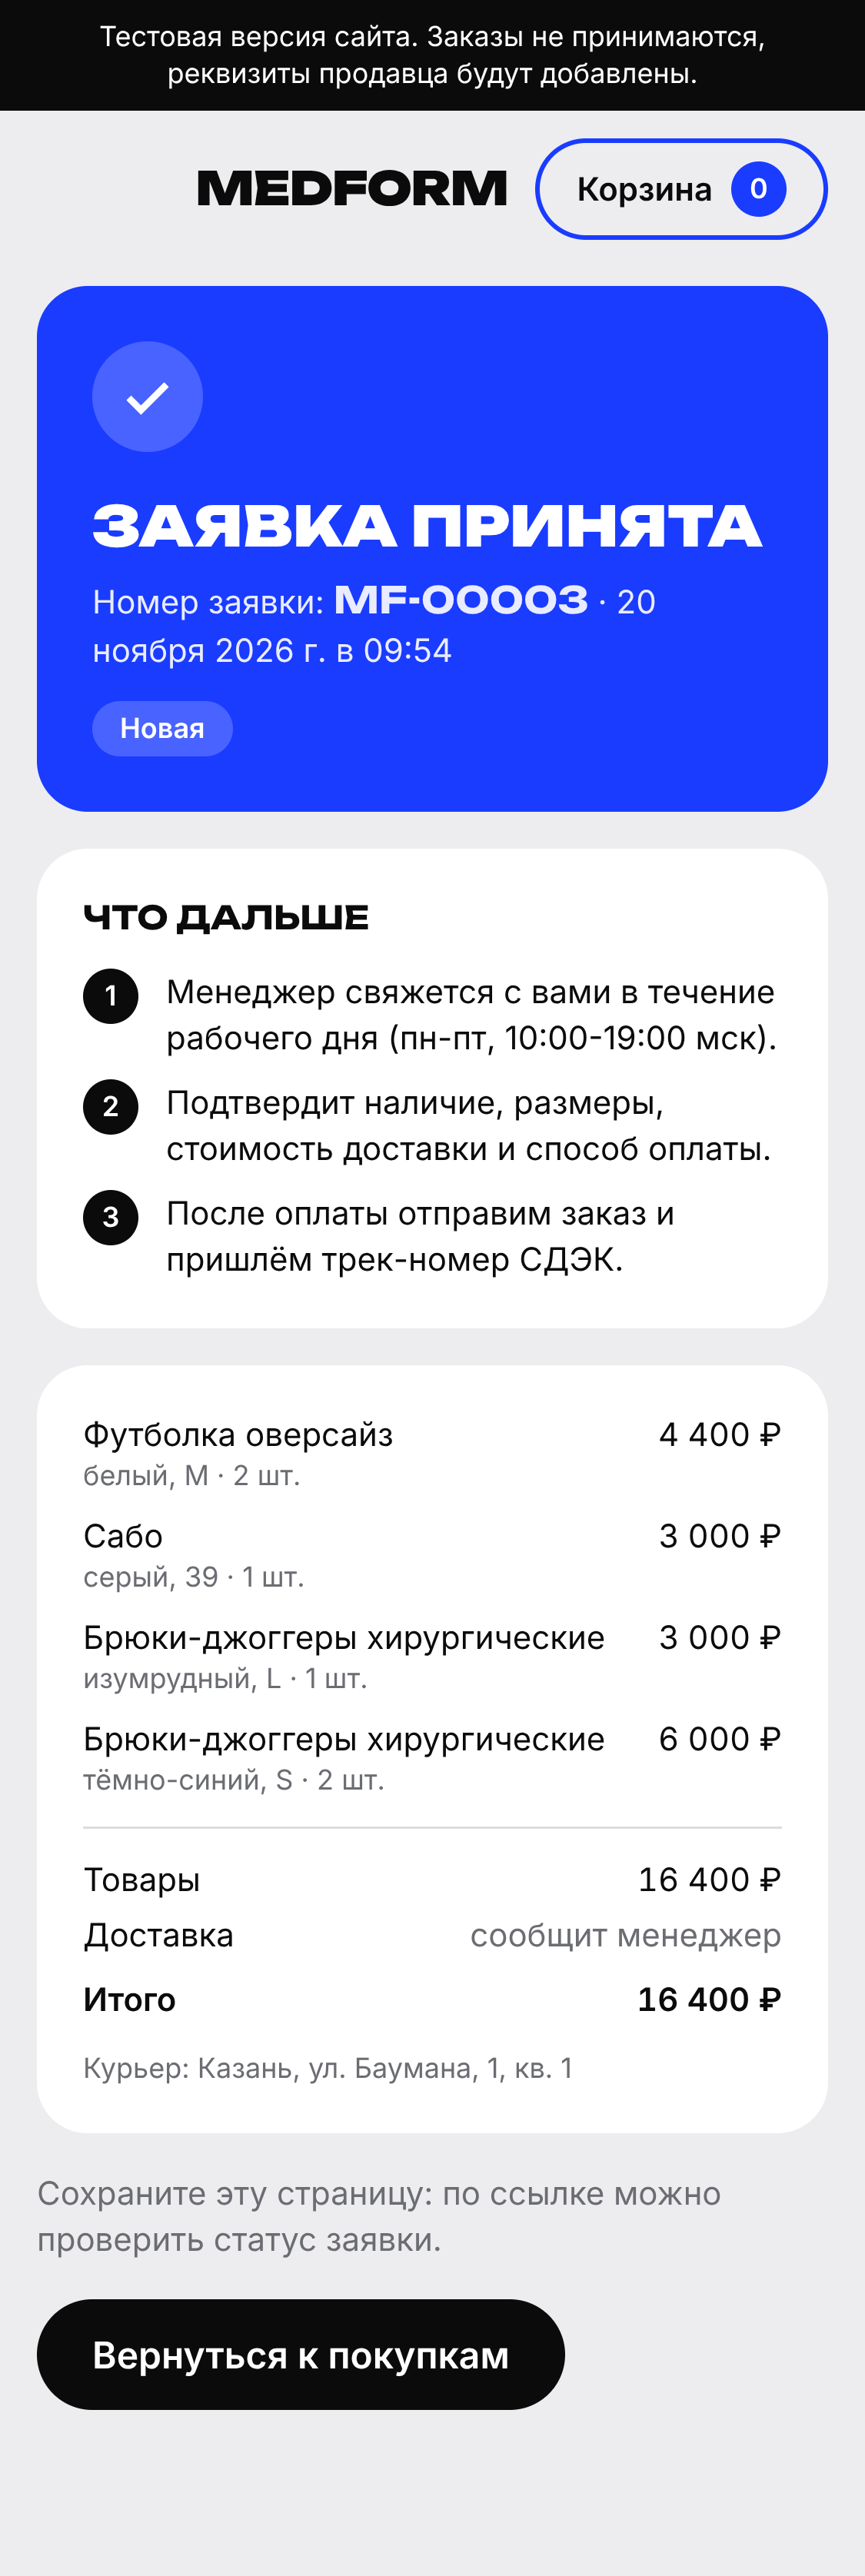 Тестовая версия сайта. Заказы не принимаются,
реквизиты продавца будут добавлены.
MEDFORM
Корзина 0
ЗАЯВКА ПРИНЯТА
Номер заявки: MF-00003 · 20
ноября 2026 г. в 09:54
Новая
ЧТО ДАЛЬШЕ
1 Менеджер свяжется с вами в течение
рабочего дня (пн-пт, 10:00-19:00 мск).
2 Подтвердит наличие, размеры,
стоимость доставки и способ оплаты.
3 После оплаты отправим заказ и
пришлём трек-номер СДЭК.
Футболка оверсайз 4 400 ₽
белый, M · 2 шт.
Сабо 3 000 ₽
серый, 39 · 1 шт.
Брюки-джоггеры хирургические 3 000 ₽
изумрудный, L · 1 шт.
Брюки-джоггеры хирургические 6 000 ₽
тёмно-синий, S · 2 шт.
Товары 16 400 ₽
Доставка сообщит менеджер
Итого 16 400 ₽
Курьер: Казань, ул. Баумана, 1, кв. 1
Сохраните эту страницу: по ссылке можно
проверить статус заявки.
Вернуться к покупкам